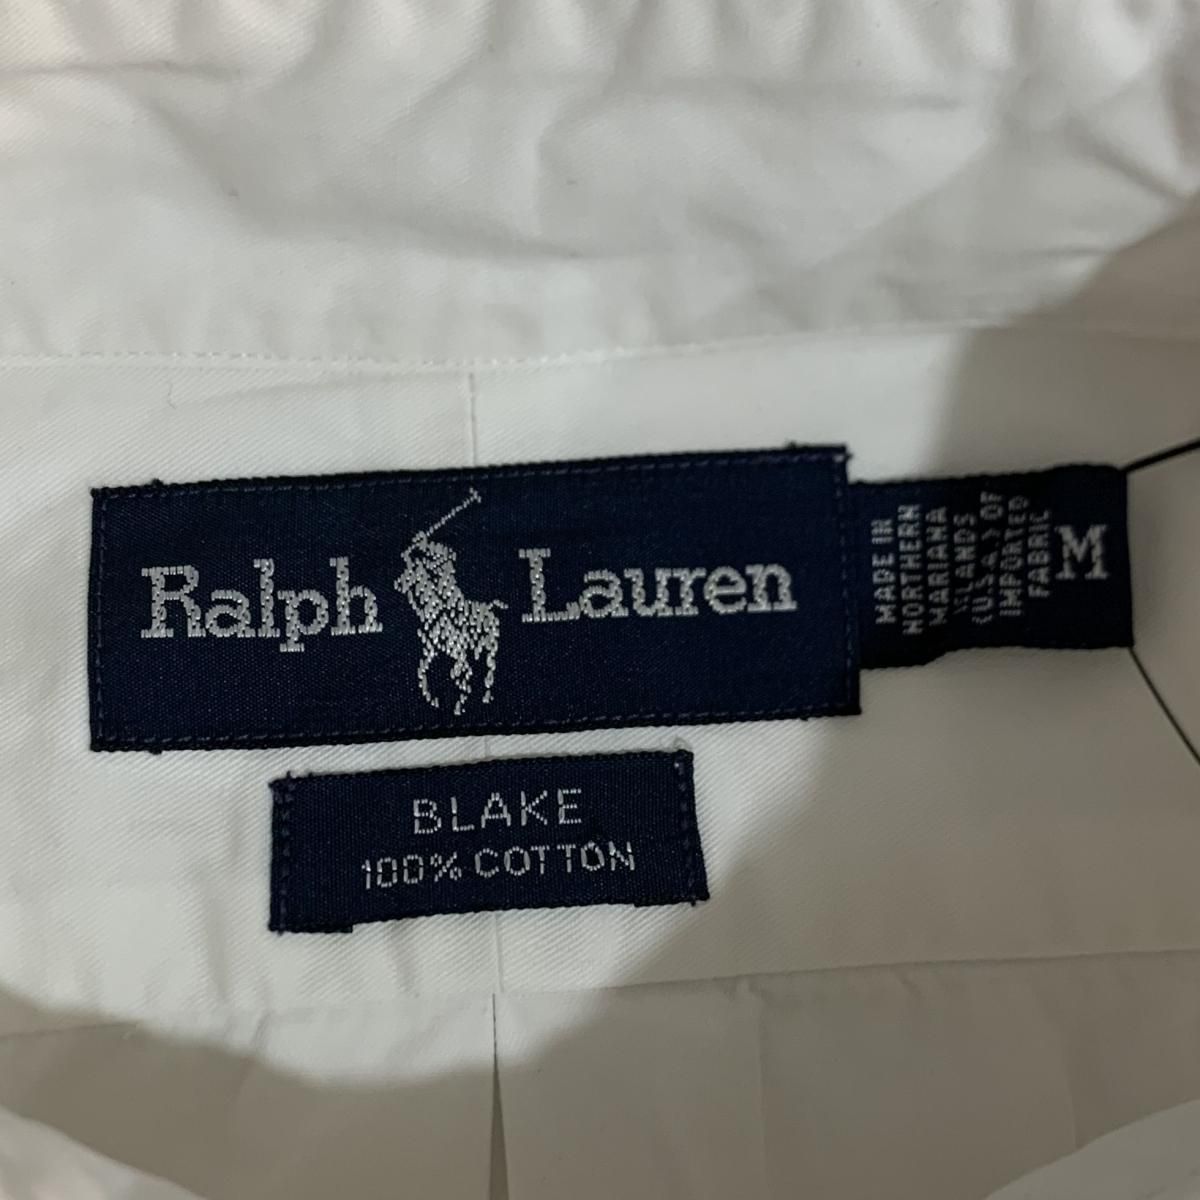 Ralph Lauren
MADE IN
NORTHERN
MARIANA
ISLANDS
(U.S.A.) OF
IMPORTED
FABRIC
M
BLAKE
100% COTTON